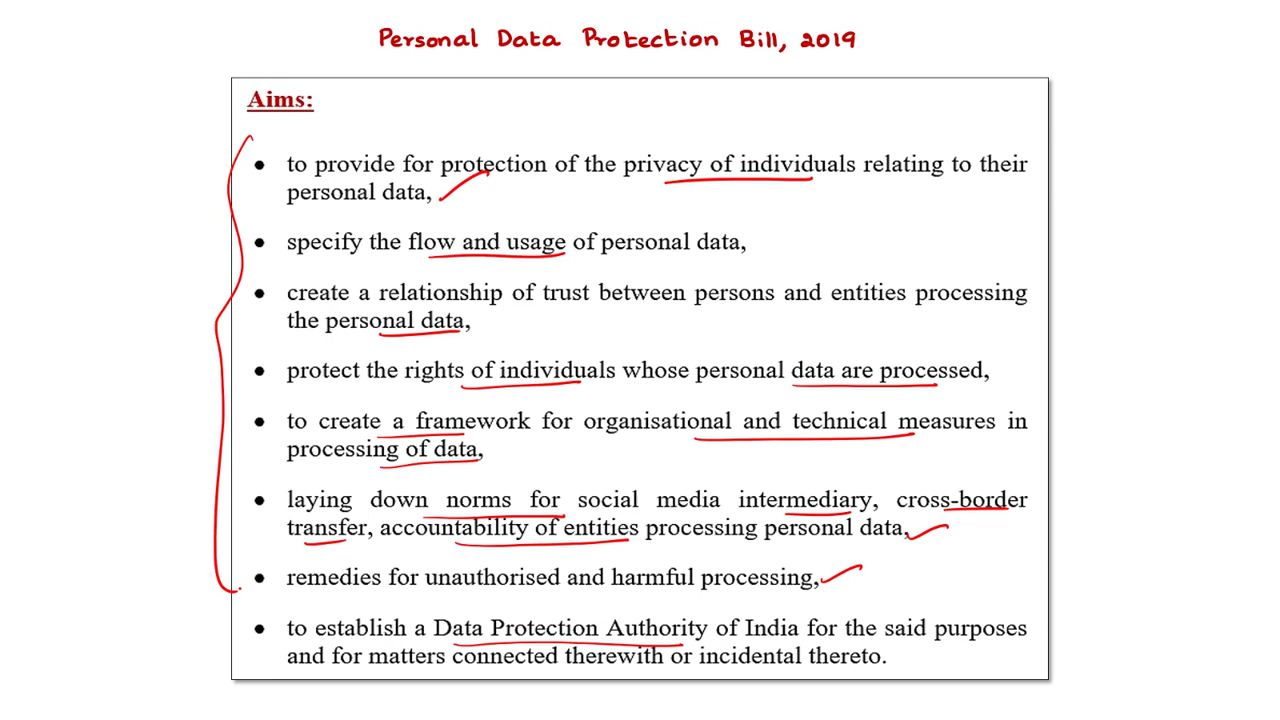 Personal Data Protection Bill, 2019
Aims:
• to provide for protection of the privacy of individuals relating to their
personal data,
• specify the flow and usage of personal data,
• create a relationship of trust between persons and entities processing
the personal data,
• protect the rights of individuals whose personal data are processed,
• to create a framework for organisational and technical measures in
processing of data,
• laying down norms for social media intermediary, cross-border
transfer, accountability of entities processing personal data,
• remedies for unauthorised and harmful processing,
• to establish a Data Protection Authority of India for the said purposes
and for matters connected therewith or incidental thereto.